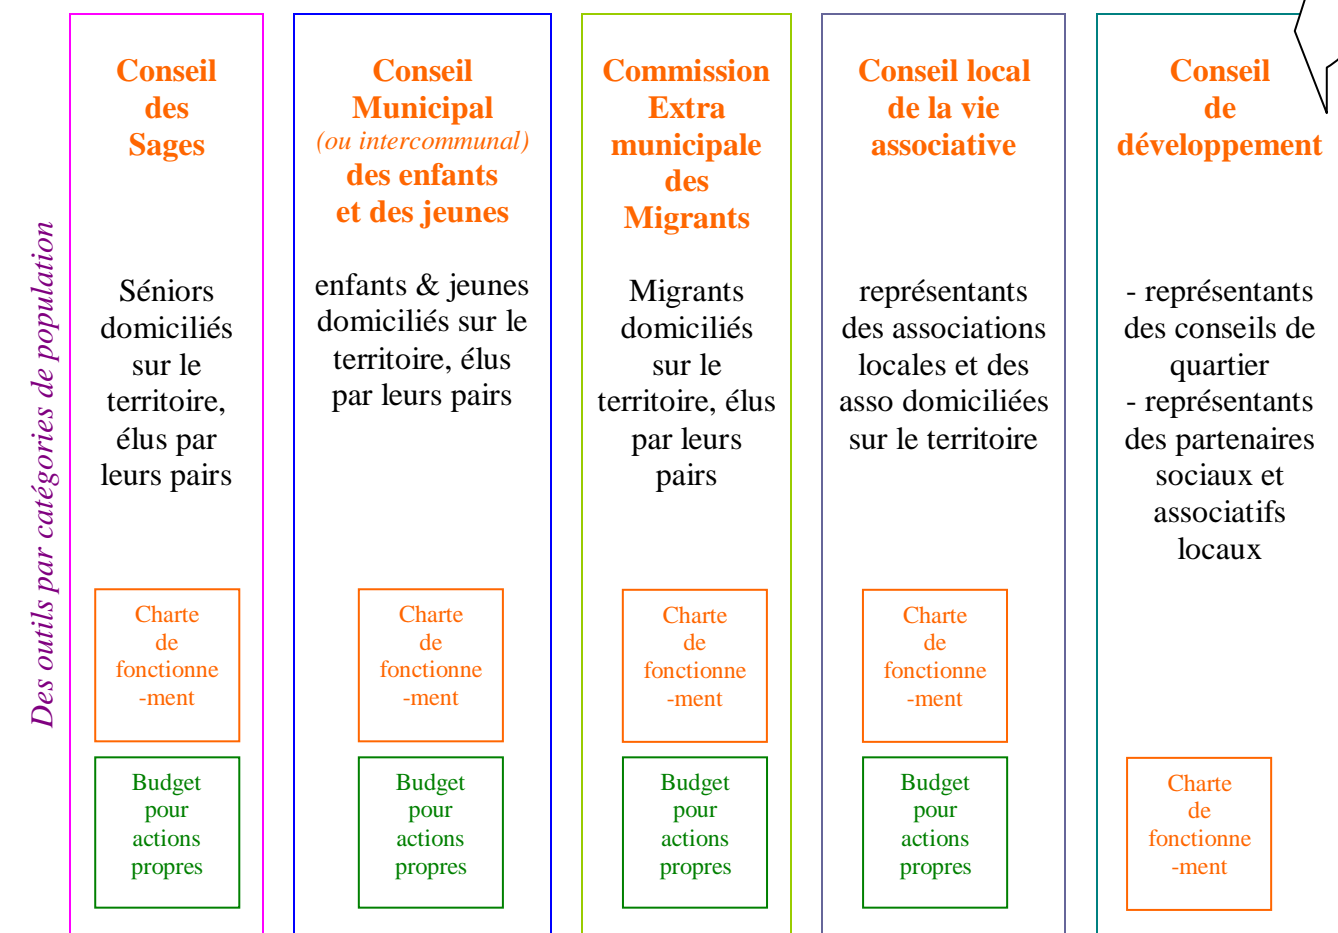 Des outils par catégories de population
Conseil
des
Sages
Séniors
domiciliés
sur le
territoire,
élus par
leurs pairs
Charte
de
fonctionne
-ment
Budget
pour
actions
propres
Conseil
Municipal
(ou intercommunal)
des enfants
et des jeunes
enfants & jeunes
domiciliés sur le
territoire, élus
par leurs pairs
Charte
de
fonctionne
-ment
Budget
pour
actions
propres
Commission
Extra
municipale
des
Migrants
Migrants
domiciliés
sur le
territoire, élus
par leurs
pairs
Charte
de
fonctionne
-ment
Budget
pour
actions
propres
Conseil local
de la vie
associative
représentants
des associations
locales et des
asso domiciliées
sur le territoire
Charte
de
fonctionne
-ment
Budget
pour
actions
propres
Conseil
de
développement
- représentants
des conseils de
quartier
- représentants
des partenaires
sociaux et
associatifs
locaux
Charte
de
fonctionne
-ment